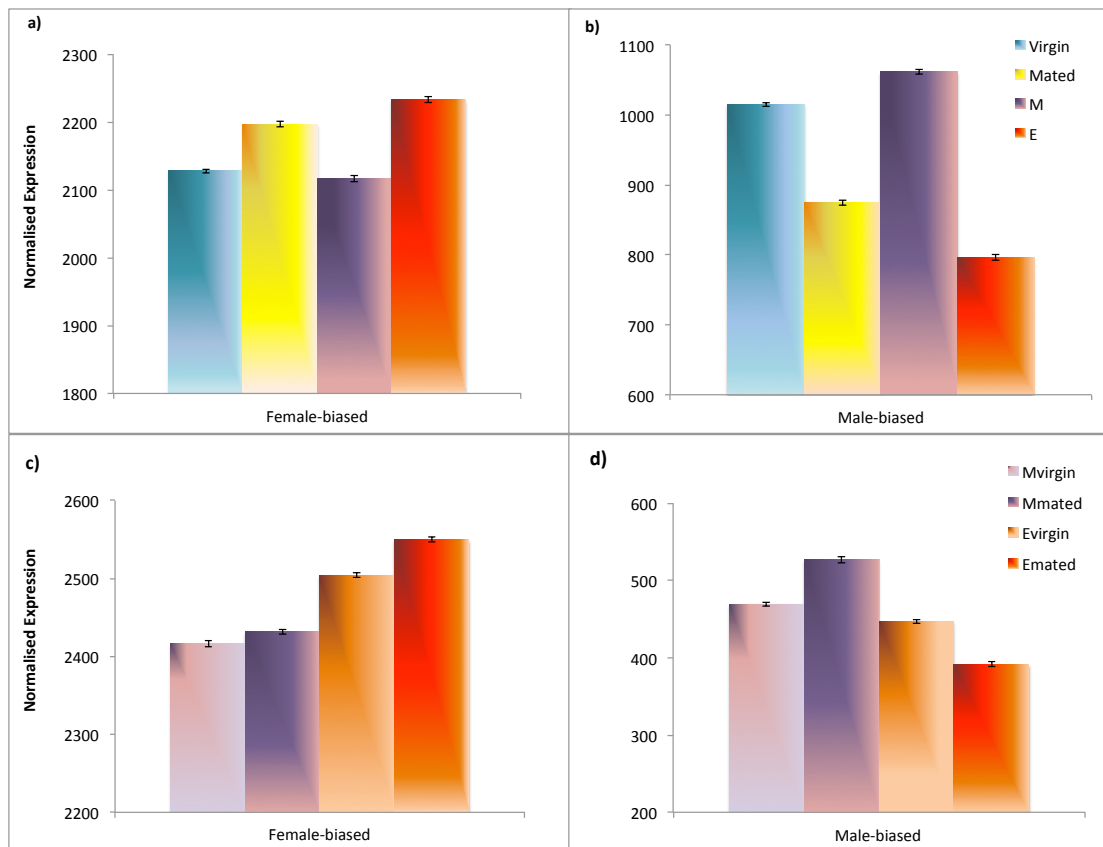 a)
Normalised Expression
2300
2200
2100
2000
1900
1800
Female-biased
b)
1100
1000
900
800
700
600
Male-biased
Virgin
Mated
M
E
c)
Normalised Expression
2600
2500
2400
2300
2200
Female-biased
d)
600
500
400
300
200
Male-biased
Mvirgin
Mmated
Evirgin
Emated